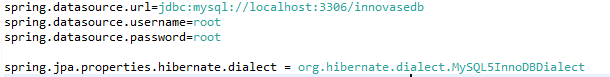 spring.datasource.url=jdbc:mysql://localhost:3306/innovasedb
spring.datasource.username=root
spring.datasource.password=root
spring.jpa.properties.hibernate.dialect = org.hibernate.dialect.MySQL5InnoDBDialect